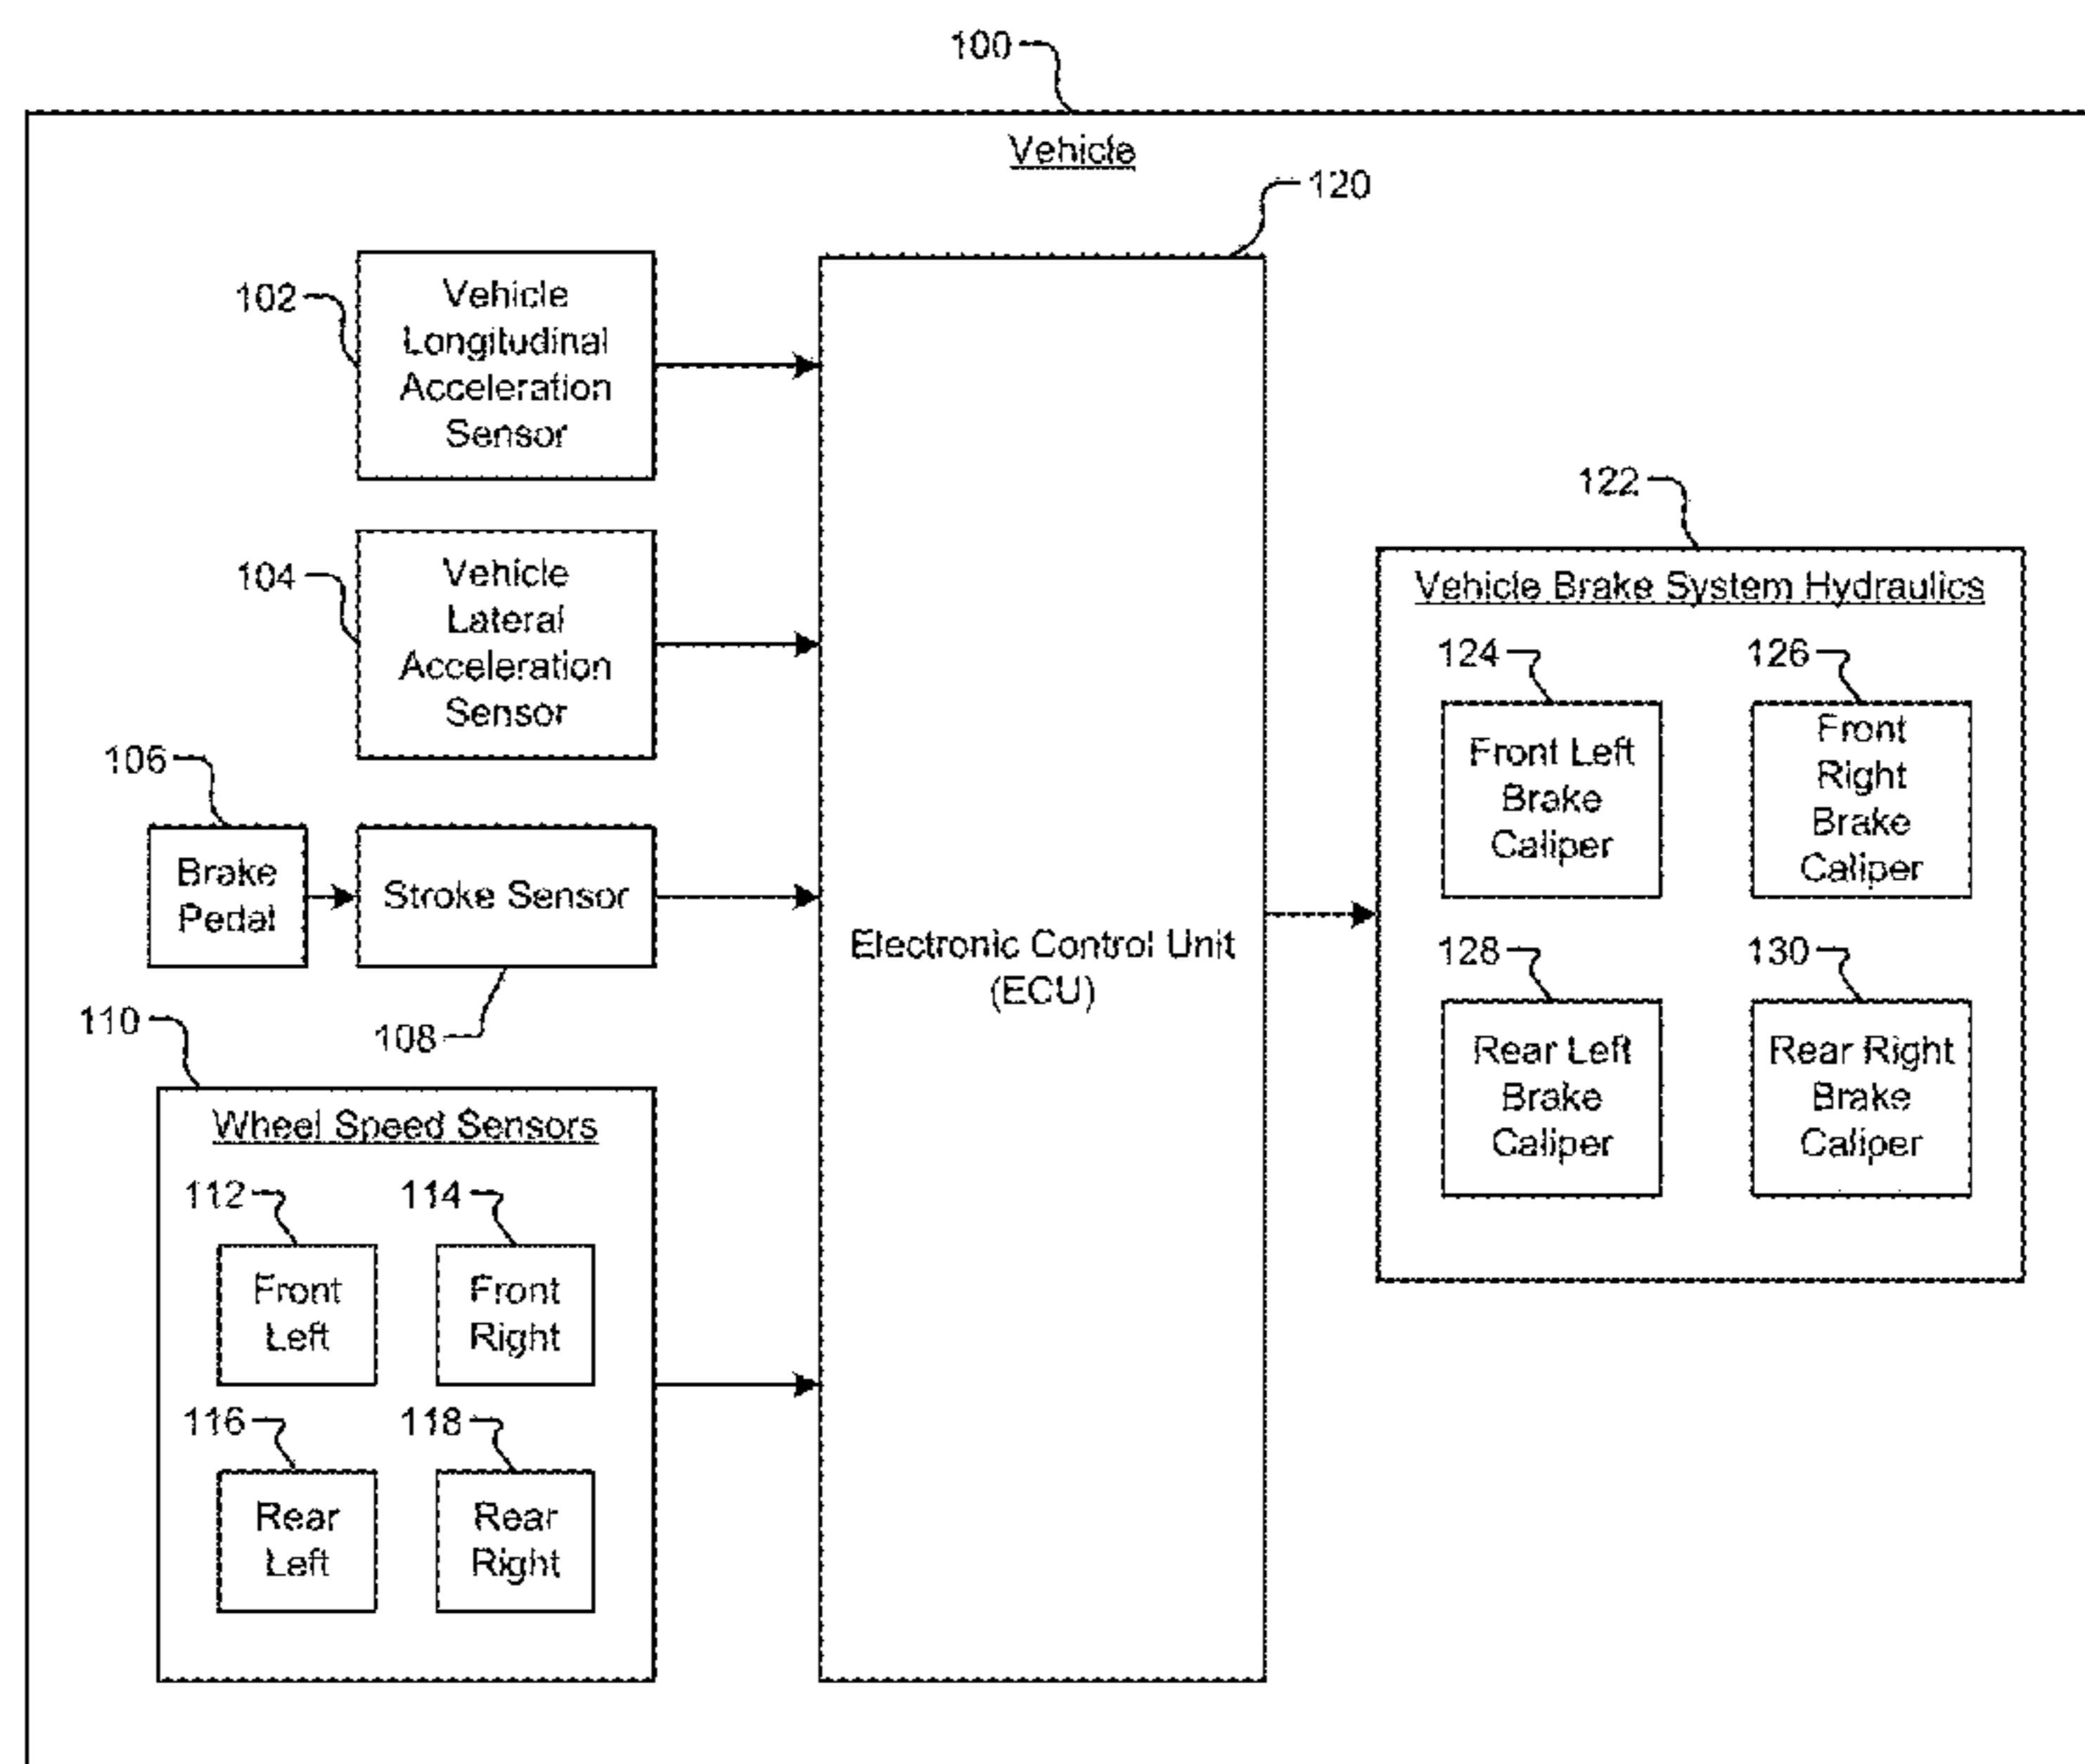 100
Vehicle
120
102
Vehicle
Longitudinal
Acceleration
Sensor
104
Vehicle
Lateral
Acceleration
Sensor
106
Brake
Pedal
Stroke Sensor
108
110
Wheel Speed Sensors
112
Front
Left
114
Front
Right
116
Rear
Left
118
Rear
Right
Electronic Control Unit
(ECU)
122
Vehicle Brake System Hydraulics
124
Front Left
Brake
Caliper
126
Front
Right
Brake
Caliper
128
Rear Left
Brake
Caliper
130
Rear Right
Brake
Caliper